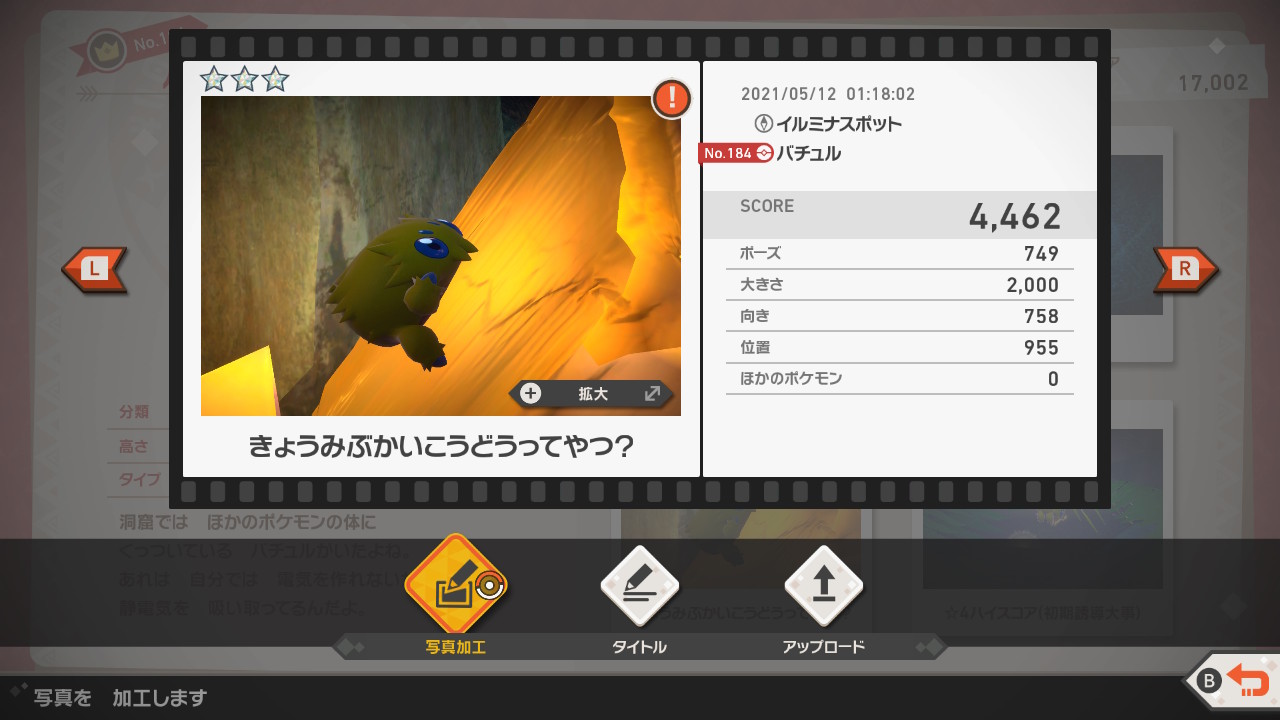 No.1
17,002
2021/05/12 01:18:02
イルミナスポット
No.184 バチュル
SCORE 4,462
ポーズ 749
大きさ 2,000
向き 758
位置 955
ほかのポケモン 0
+ 拡大
きょうみぶかいこうどうってやつ?
L
R
分類
高さ
タイプ
洞窟では ほかのポケモンの体に
くっついている バチュルがいたよね。
あれは 自分では 電気を作れない
静電気を 吸い取ってるんだよ。
写真加工
タイトル
アップロード
写真を 加工します
B